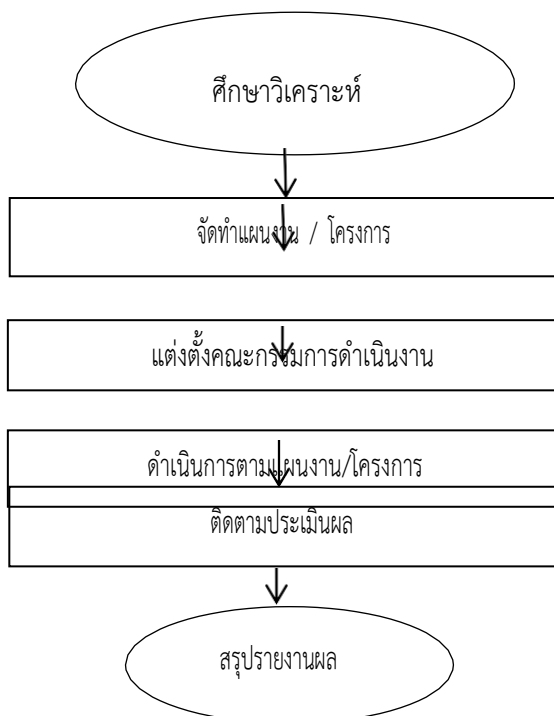 ศึกษาวิเคราะห์
จัดทำแผนงาน / โครงการ
แต่งตั้งคณะกรรมการดำเนินงาน
ดำเนินการตามแผนงาน/โครงการ
ติดตามประเมินผล
สรุปรายงานผล